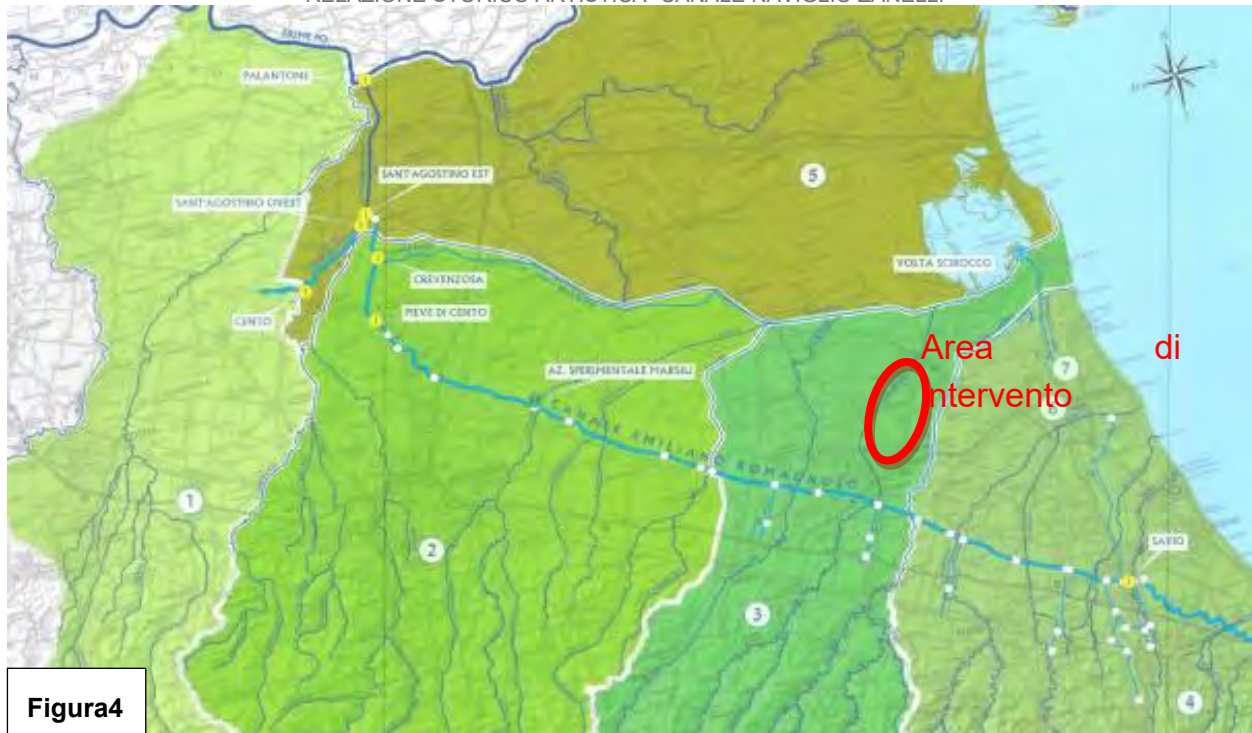 RELAZIONE STORICO ARTISTICA CANALE NAVIGLIO ZANELLI
FIUME PO
PALANTONE
SANT'AGOSTINO EST
SANT'AGOSTINO OVEST
5
VOLTA SCIROCCO
CREVENZOSA
CENTO
PIEVE DI CENTO
Area di
intervento
7
AZ. SPERIMENTALE MARSILI
6
IL CANALE EMILIANO ROMAGNOLO
1
2
SAVIO
3
4
Figura4